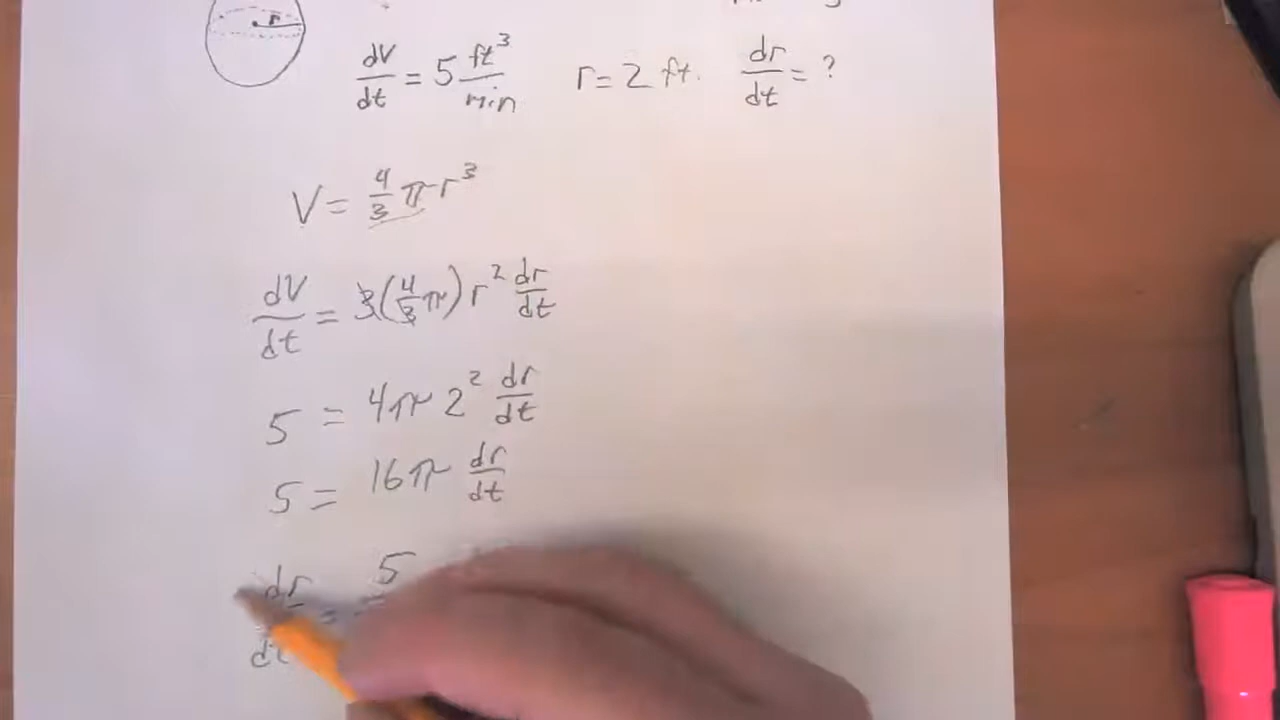 r
dV/dt = 5 ft³/min r = 2 ft. dr/dt = ?
V = 4/3 πr³
dV/dt = 3(4/3 π) r² dr/dt
5 = 4π 2² dr/dt
5 = 16π dr/dt
dr/dt = 5